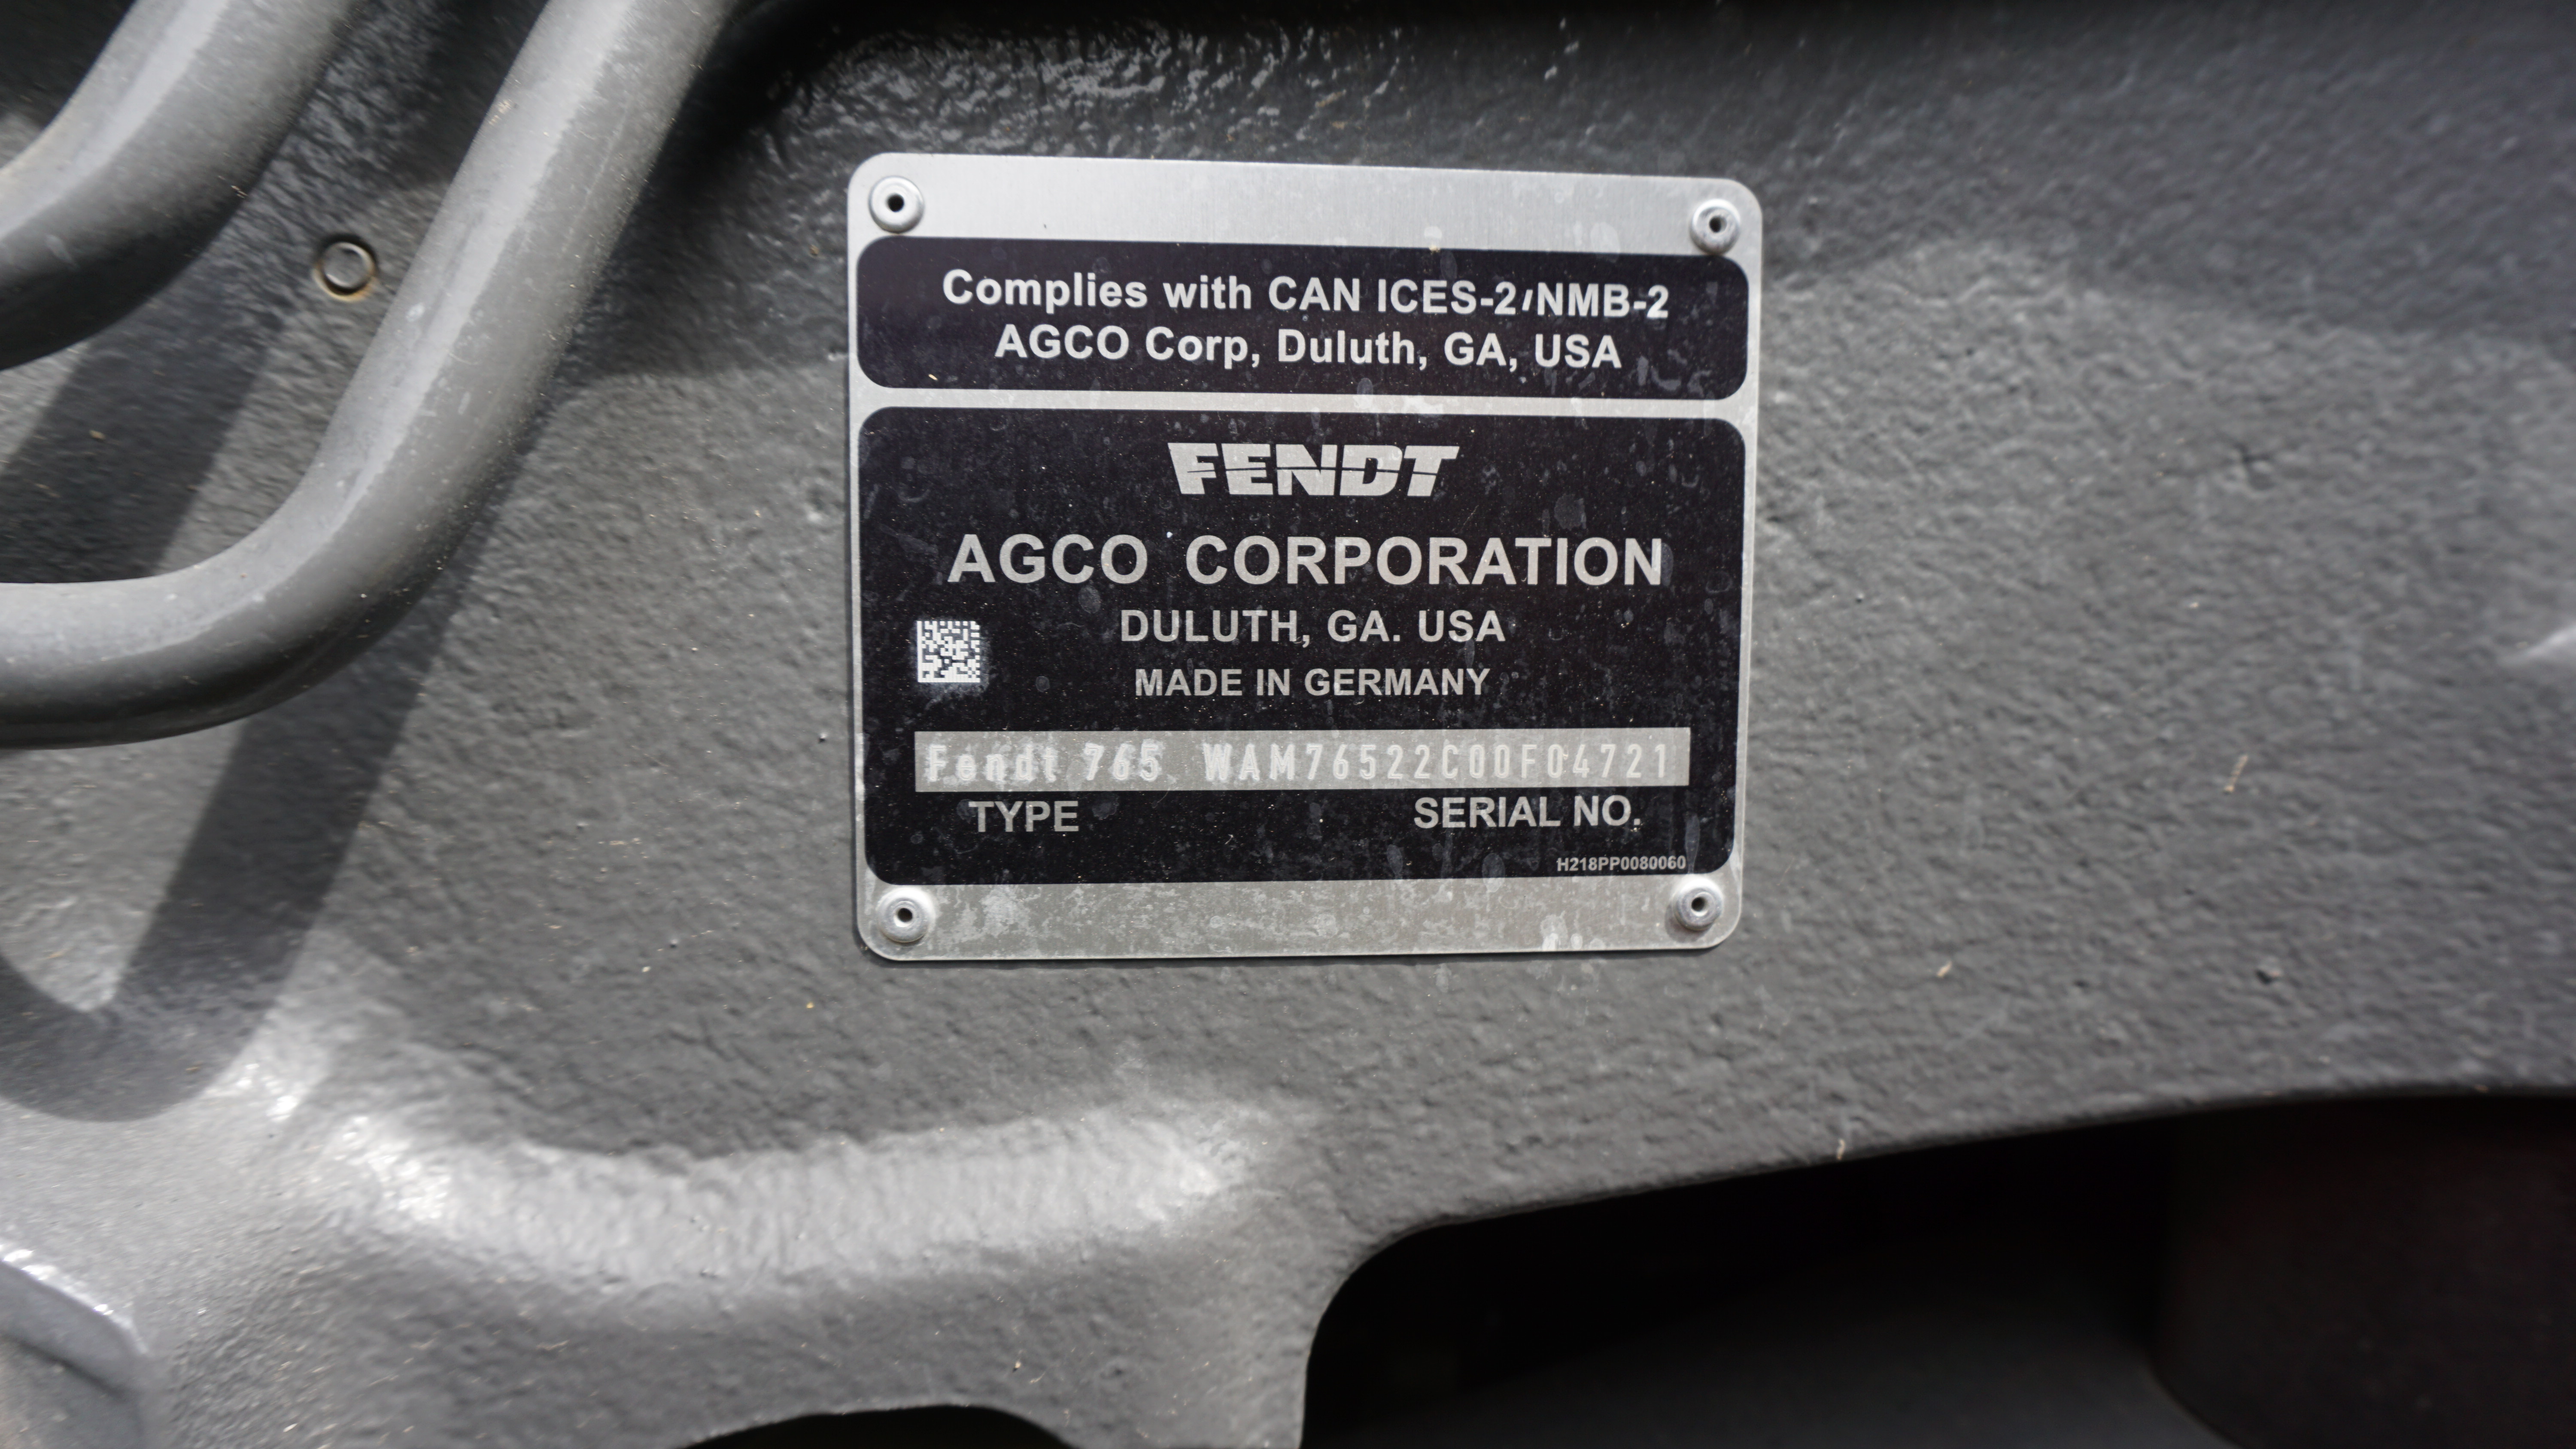 Complies with CAN ICES-2/NMB-2
AGCO Corp, Duluth, GA, USA
FENDT
AGCO CORPORATION
DULUTH, GA. USA
MADE IN GERMANY
Fendt 765 WAM76522C00F04721
TYPE SERIAL NO.
H218PP0080060